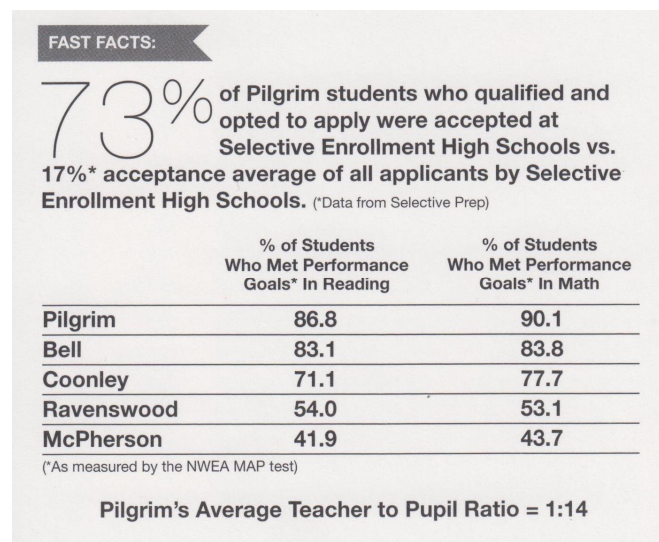 FAST FACTS:
73% of Pilgrim students who qualified and
opted to apply were accepted at
Selective Enrollment High Schools vs.
17%* acceptance average of all applicants by Selective
Enrollment High Schools. (*Data from Selective Prep)
% of Students % of Students
Who Met Performance Who Met Performance
Goals* In Reading Goals* In Math
Pilgrim 86.8 90.1
Bell 83.1 83.8
Coonley 71.1 77.7
Ravenswood 54.0 53.1
McPherson 41.9 43.7
(*As measured by the NWEA MAP test)
Pilgrim's Average Teacher to Pupil Ratio = 1:14